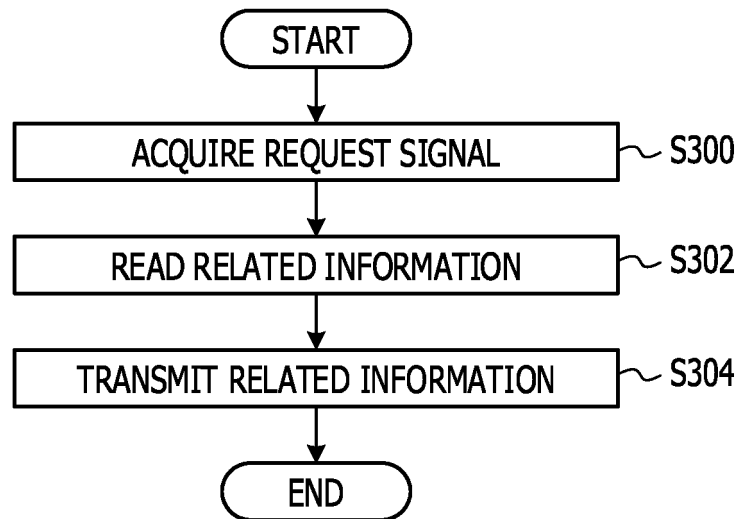 START
ACQUIRE REQUEST SIGNAL
S300
READ RELATED INFORMATION
S302
TRANSMIT RELATED INFORMATION
S304
END